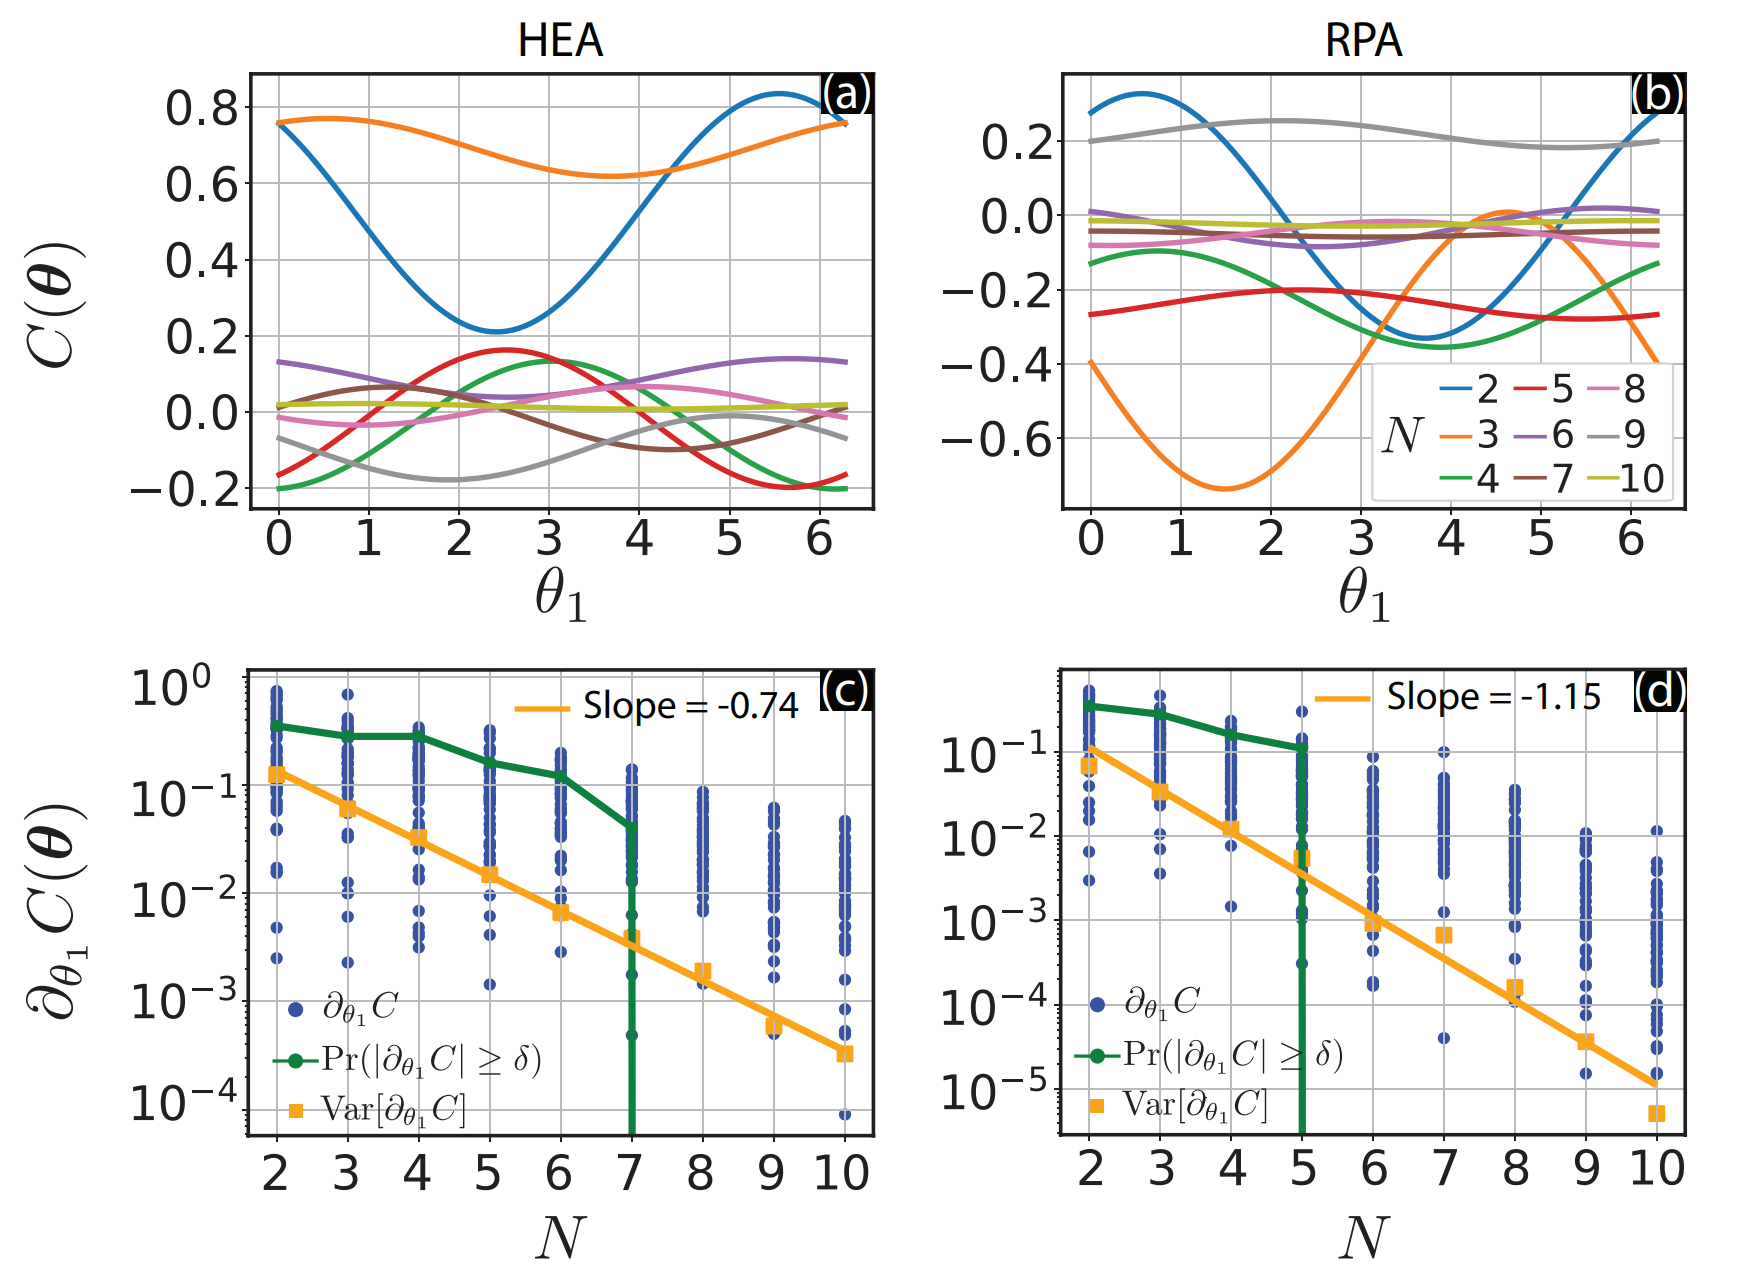 HEA
RPA
(a)
(b)
C(θ)
0.8
0.6
0.4
0.2
0.0
−0.2
0 1 2 3 4 5 6
θ₁
0.2
0.0
−0.2
−0.4
−0.6
0 1 2 3 4 5 6
θ₁
N
2 5 8
3 6 9
4 7 10
(c)
(d)
∂θ₁C(θ)
10⁰
10⁻¹
10⁻²
10⁻³
10⁻⁴
Slope = -0.74
∂θ₁C
Pr(|∂θ₁C| ≥ δ)
Var[∂θ₁C]
2 3 4 5 6 7 8 9 10
N
10⁻¹
10⁻²
10⁻³
10⁻⁴
10⁻⁵
Slope = -1.15
∂θ₁C
Pr(|∂θ₁C| ≥ δ)
Var[∂θ₁C]
2 3 4 5 6 7 8 9 10
N